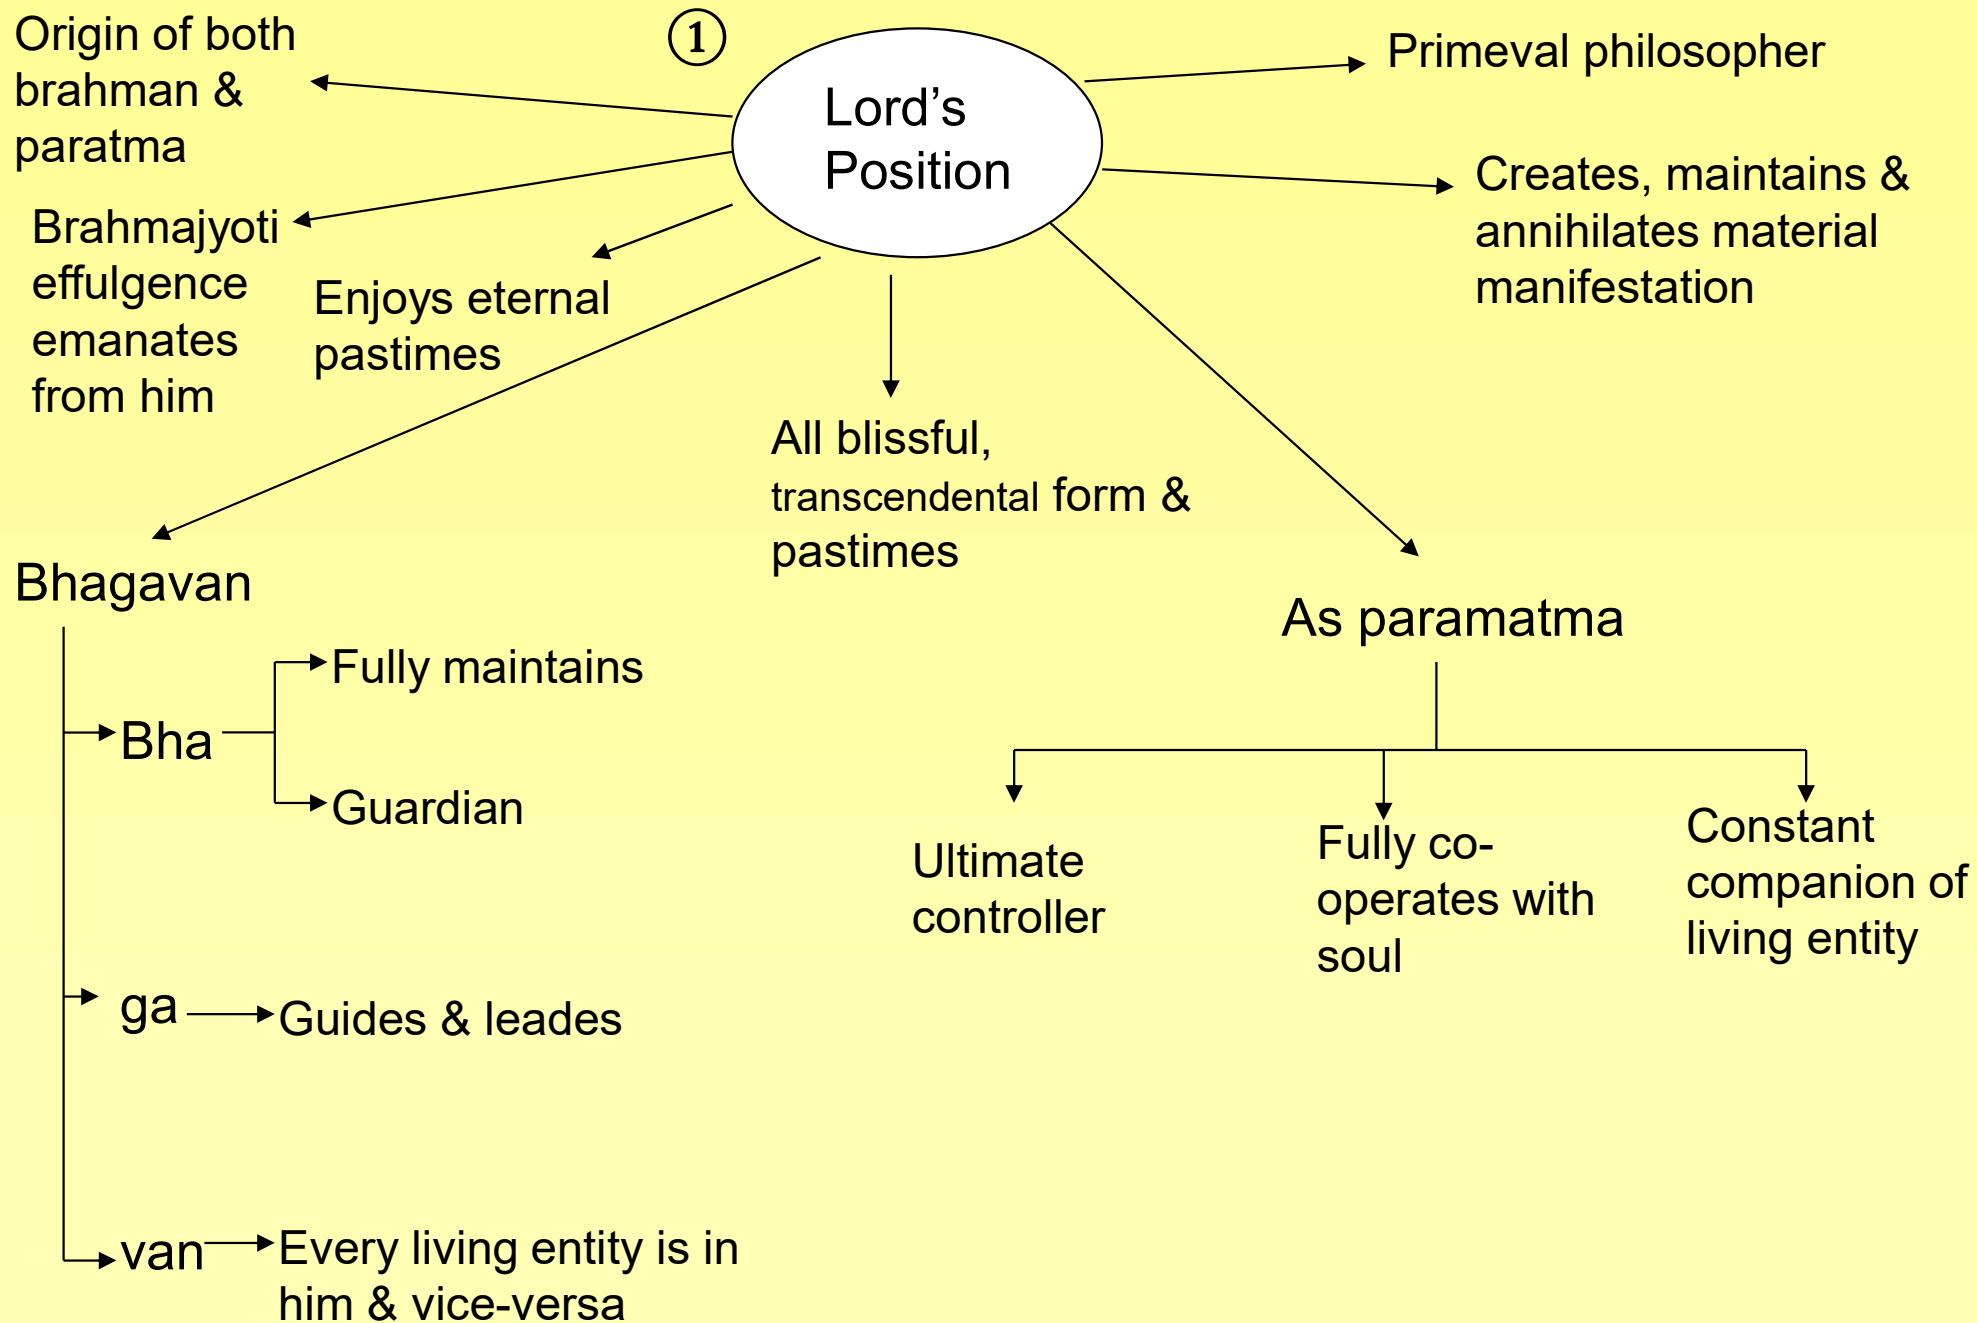 ①
Lord’s
Position
Origin of both
brahman &
paratma
Brahmajyoti
effulgence
emanates
from him
Enjoys eternal
pastimes
Primeval philosopher
Creates, maintains &
annihilates material
manifestation
All blissful,
transcendental form &
pastimes
Bhagavan
Bha
Fully maintains
Guardian
ga
Guides & leades
van
Every living entity is in
him & vice-versa
As paramatma
Ultimate
controller
Fully co-
operates with
soul
Constant
companion of
living entity